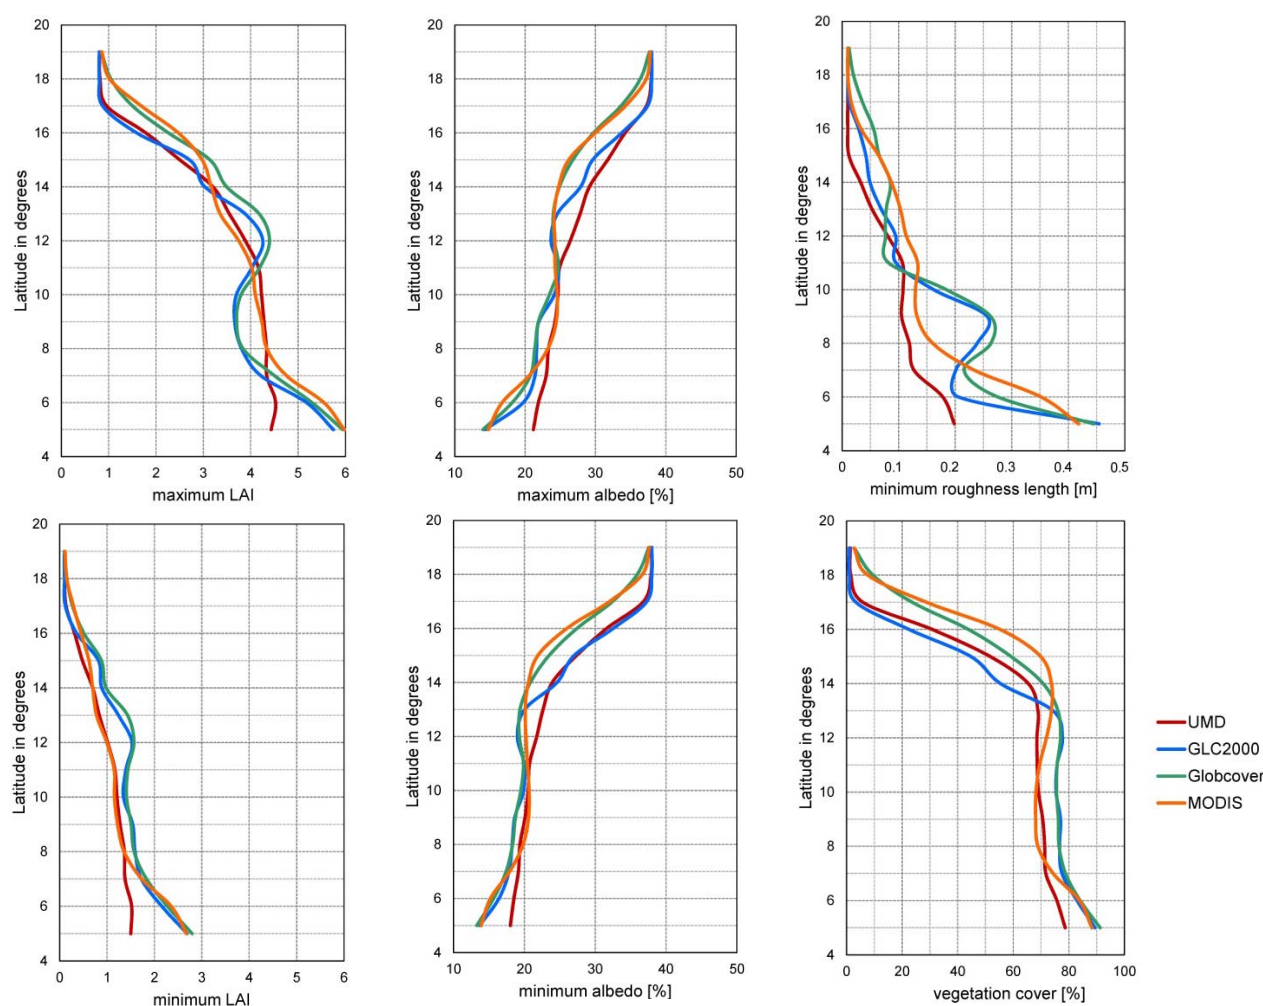 20
18
16
14
12
10
8
6
4
Latitude in degrees
0 1 2 3 4 5 6
maximum LAI
20
18
16
14
12
10
8
6
4
Latitude in degrees
10 20 30 40 50
maximum albedo [%]
20
18
16
14
12
10
8
6
4
Latitude in degrees
0 0.1 0.2 0.3 0.4 0.5
minimum roughness length [m]
20
18
16
14
12
10
8
6
4
Latitude in degrees
0 1 2 3 4 5 6
minimum LAI
20
18
16
14
12
10
8
6
4
Latitude in degrees
10 20 30 40 50
minimum albedo [%]
20
18
16
14
12
10
8
6
4
Latitude in degrees
0 20 40 60 80 100
vegetation cover [%]
UMD
GLC2000
Globcover
MODIS